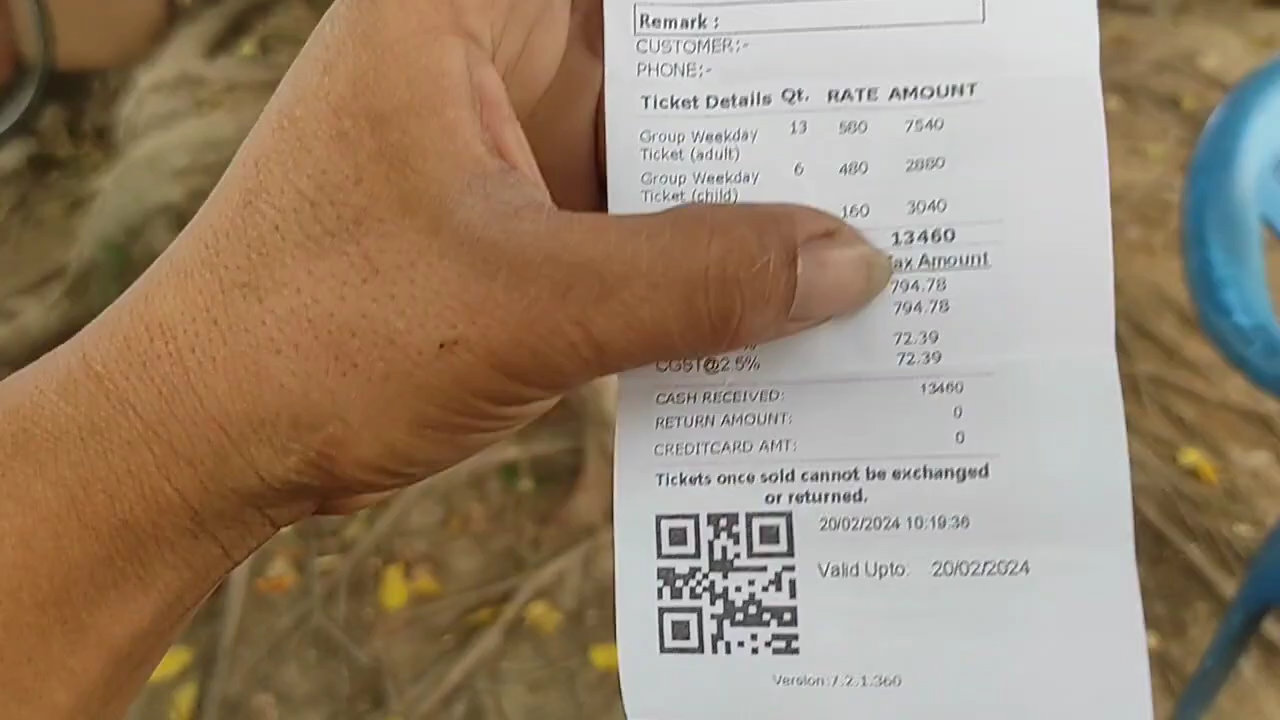 Remark :
CUSTOMER:-
PHONE:-
Ticket Details Qt. RATE AMOUNT
Group Weekday 13 580 7540
Ticket (adult)
Group Weekday 6 480 2880
Ticket (child)
160 3040
13460
Tax Amount
794.78
794.78
% 72.39
CGST@2.5% 72.39
CASH RECEIVED: 13460
RETURN AMOUNT: 0
CREDITCARD AMT: 0
Tickets once sold cannot be exchanged
or returned.
20/02/2024 10:19:36
Valid Upto: 20/02/2024
Version:7.2.1.360